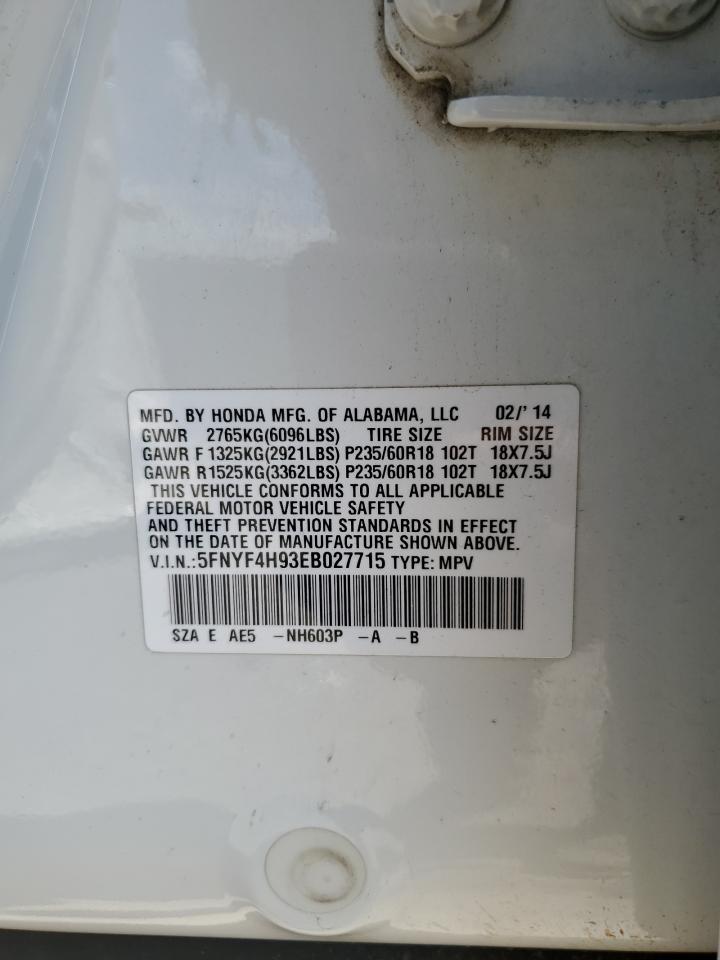 MFD. BY HONDA MFG. OF ALABAMA, LLC 02/' 14
GVWR 2765KG(6096LBS) TIRE SIZE RIM SIZE
GAWR F 1325KG(2921LBS) P235/60R18 102T 18X7.5J
GAWR R1525KG(3362LBS) P235/60R18 102T 18X7.5J
THIS VEHICLE CONFORMS TO ALL APPLICABLE
FEDERAL MOTOR VEHICLE SAFETY
AND THEFT PREVENTION STANDARDS IN EFFECT
ON THE DATE OF MANUFACTURE SHOWN ABOVE.
V.I.N.:5FNYF4H93EB027715 TYPE: MPV
SZA E AE5 -NH603P -A -B